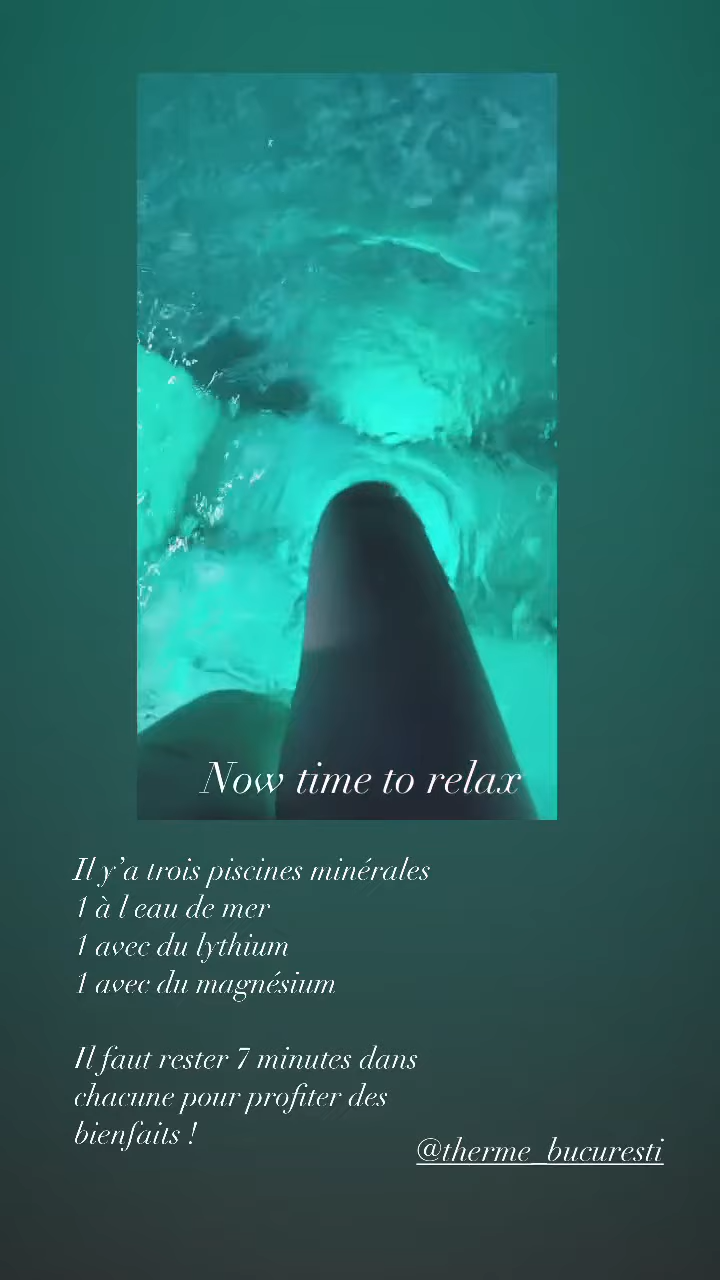 Now time to relax
Il y’a trois piscines minérales
1 à l eau de mer
1 avec du lythium
1 avec du magnésium
Il faut rester 7 minutes dans
chacune pour profiter des
bienfaits !
@therme_bucuresti